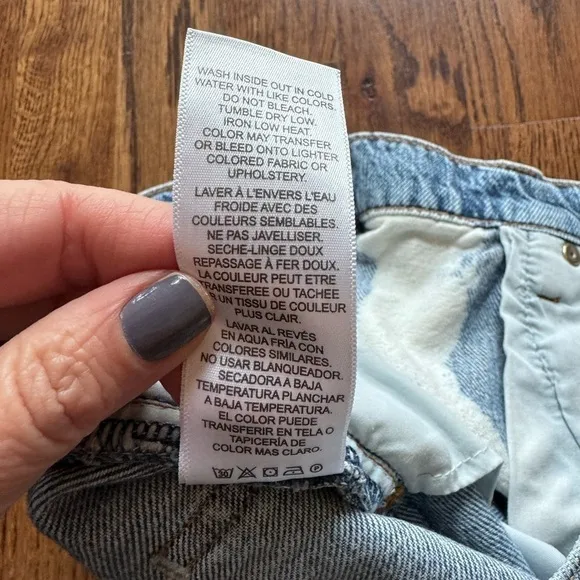 WASH INSIDE OUT IN COLD
WATER WITH LIKE COLORS.
DO NOT BLEACH.
TUMBLE DRY LOW.
IRON LOW HEAT.
COLOR MAY TRANSFER
OR BLEED ONTO LIGHTER
COLORED FABRIC OR
UPHOLSTERY.
LAVER À L'ENVERS L'EAU
FROIDE AVEC DES
COULEURS SEMBLABLES.
NE PAS JAVELLISER.
SECHE-LINGE DOUX
REPASSAGE À FER DOUX.
LA COULEUR PEUT ETRE
TRANSFEREE OU TACHEE
UN TISSU DE COULEUR
PLUS CLAIR.
LAVAR AL REVÉS
EN AQUA FRIA CON
COLORES SIMILARES.
NO USAR BLANQUEADOR.
SECADORA A BAJA
TEMPERATURA PLANCHAR
A BAJA TEMPERATURA.
EL COLOR PUEDE
TRANSFERIR EN TELA O
TAPICERÍA DE
COLOR MAS CLARO.
30 P